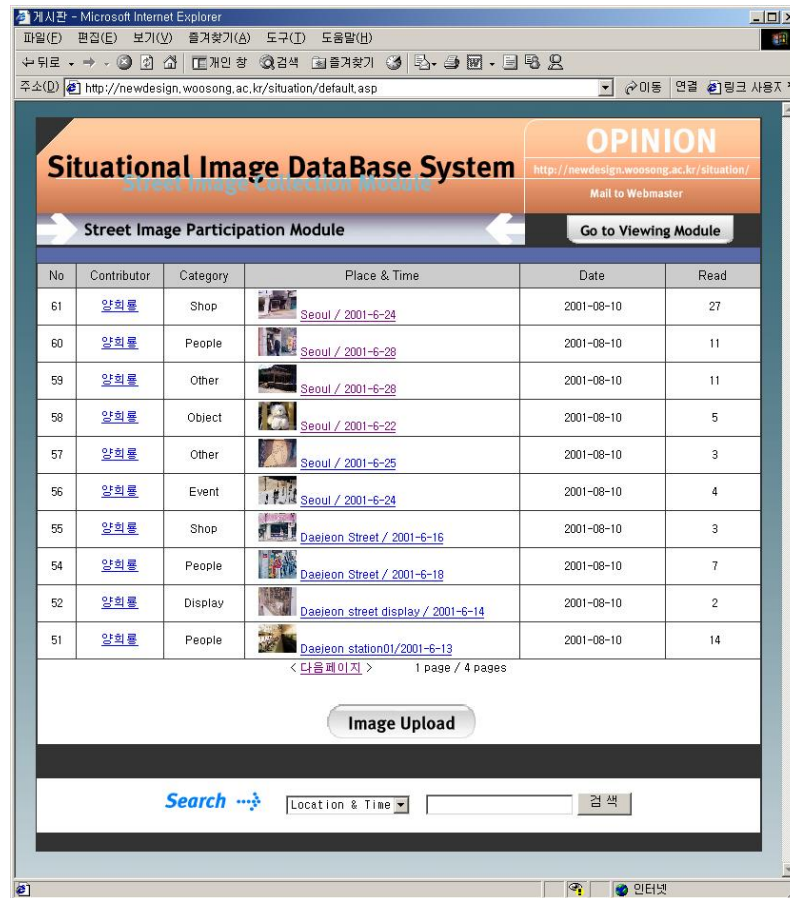 게시판 - Microsoft Internet Explorer
파일(F) 편집(E) 보기(V) 즐겨찾기(A) 도구(T) 도움말(H)
뒤로 개인 창 검색 즐겨찾기
주소(D) http://newdesign.woosong.ac.kr/situation/default.asp 이동 연결 링크 사용자
OPINION
Situational Image DataBase System
Street Image Collection Module
http://newdesign.woosong.ac.kr/situation/
Mail to Webmaster
Street Image Participation Module Go to Viewing Module
No Contributor Category Place & Time Date Read
61 양희룡 Shop Seoul / 2001-6-24 2001-08-10 27
60 양희룡 People Seoul / 2001-6-28 2001-08-10 11
59 양희룡 Other Seoul / 2001-6-28 2001-08-10 11
58 양희룡 Object Seoul / 2001-6-22 2001-08-10 5
57 양희룡 Other Seoul / 2001-6-25 2001-08-10 3
56 양희룡 Event Seoul / 2001-6-24 2001-08-10 4
55 양희룡 Shop Daejeon Street / 2001-6-16 2001-08-10 3
54 양희룡 People Daejeon Street / 2001-6-18 2001-08-10 7
52 양희룡 Display Daejeon street display / 2001-6-14 2001-08-10 2
51 양희룡 People Daejeon station01/2001-6-13 2001-08-10 14
< 다음페이지 > 1 page / 4 pages
Image Upload
Search Location & Time 검 색
인터넷